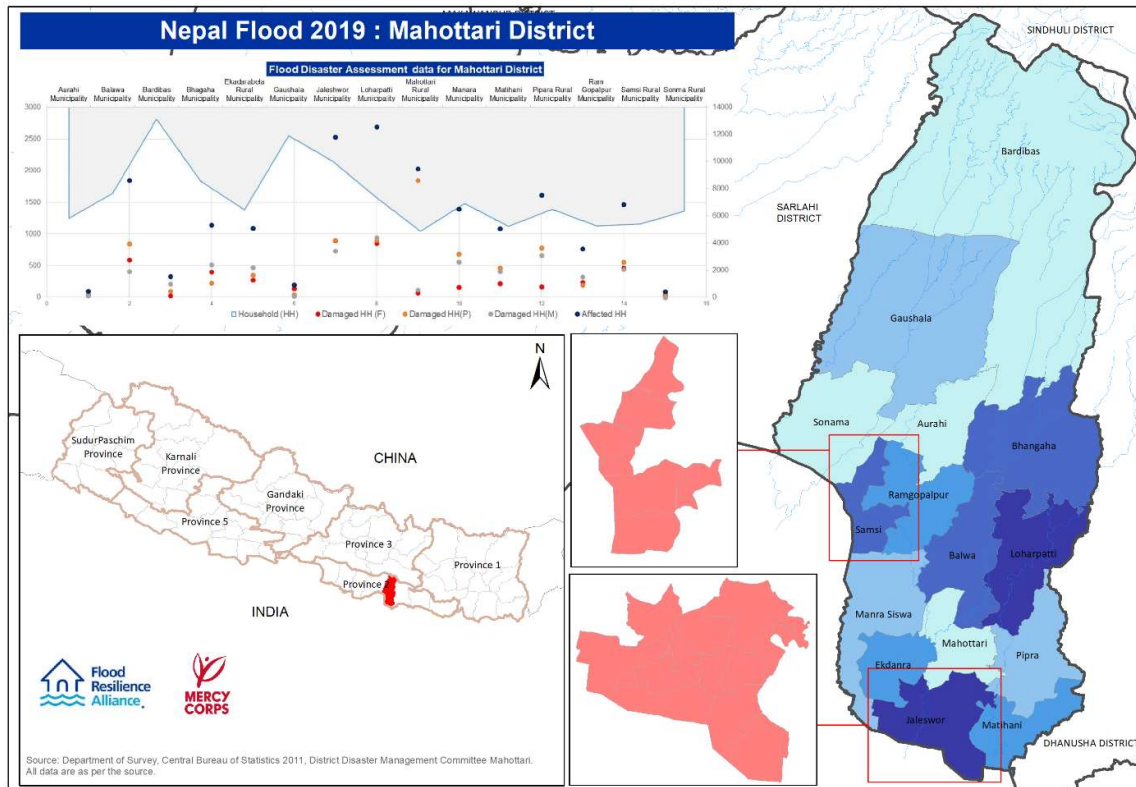 Nepal Flood 2019 : Mahottari District
Flood Disaster Assessment data for Mahottari District
Aurahi Municipality
Balawa Municipality
Bardibas Municipality
Bhagaha Municipality
Rural Municipality
Gaushala Municipality
Jaleshwor Municipality
Loharpatti Municipality
Mahottari Rural Municipality
Manara Municipality
Matihani Municipality
Pipara Rural Municipality
Ram Gopalpur Municipality
Samsi Rural Municipality
Sonma Rural Municipality
3000
2500
2000
1500
1000
500
0
14000
12000
10000
8000
6000
4000
2000
0
0 2 4 6 8 10 12 14 16
Household (HH) Damaged HH (F) Damaged HH(P) Damaged HH(M) Affected HH
N
SudurPaschim
Province
Karnali
Province
CHINA
Gandaki
Province
Province 5
Province 3
Province 1
Province 2
INDIA
Flood
Resilience
Alliance.
MERCY
CORPS
Source: Department of Survey, Central Bureau of Statistics 2011, District Disaster Management Committee Mahottari.
All data are as per the source.
SINDHULI DISTRICT
Bardibas
SARLAHI
DISTRICT
Gaushala
Sonama
Aurahi
Bhangaha
Ramgopalpur
Samsi
Balwa
Loharpatti
Manra Siswa
Mahottari
Pipra
Ekdanra
Jaleswor
Matihani
DHANUSHA DISTRICT